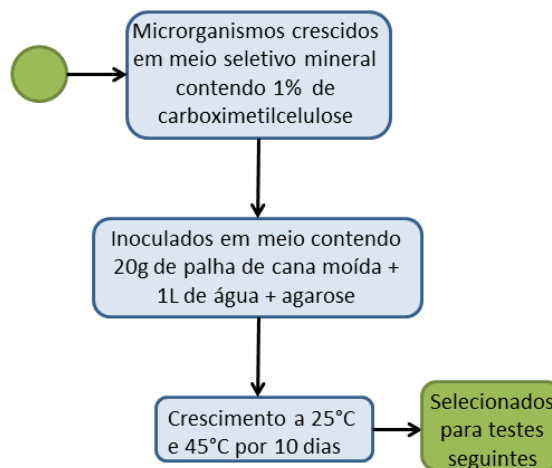 Microrganismos crescidos
em meio seletivo mineral
contendo 1% de
carboximetilcelulose
Inoculados em meio contendo
20g de palha de cana moída +
1L de água + agarose
Crescimento a 25°C
e 45°C por 10 dias
Selecionados
para testes
seguintes